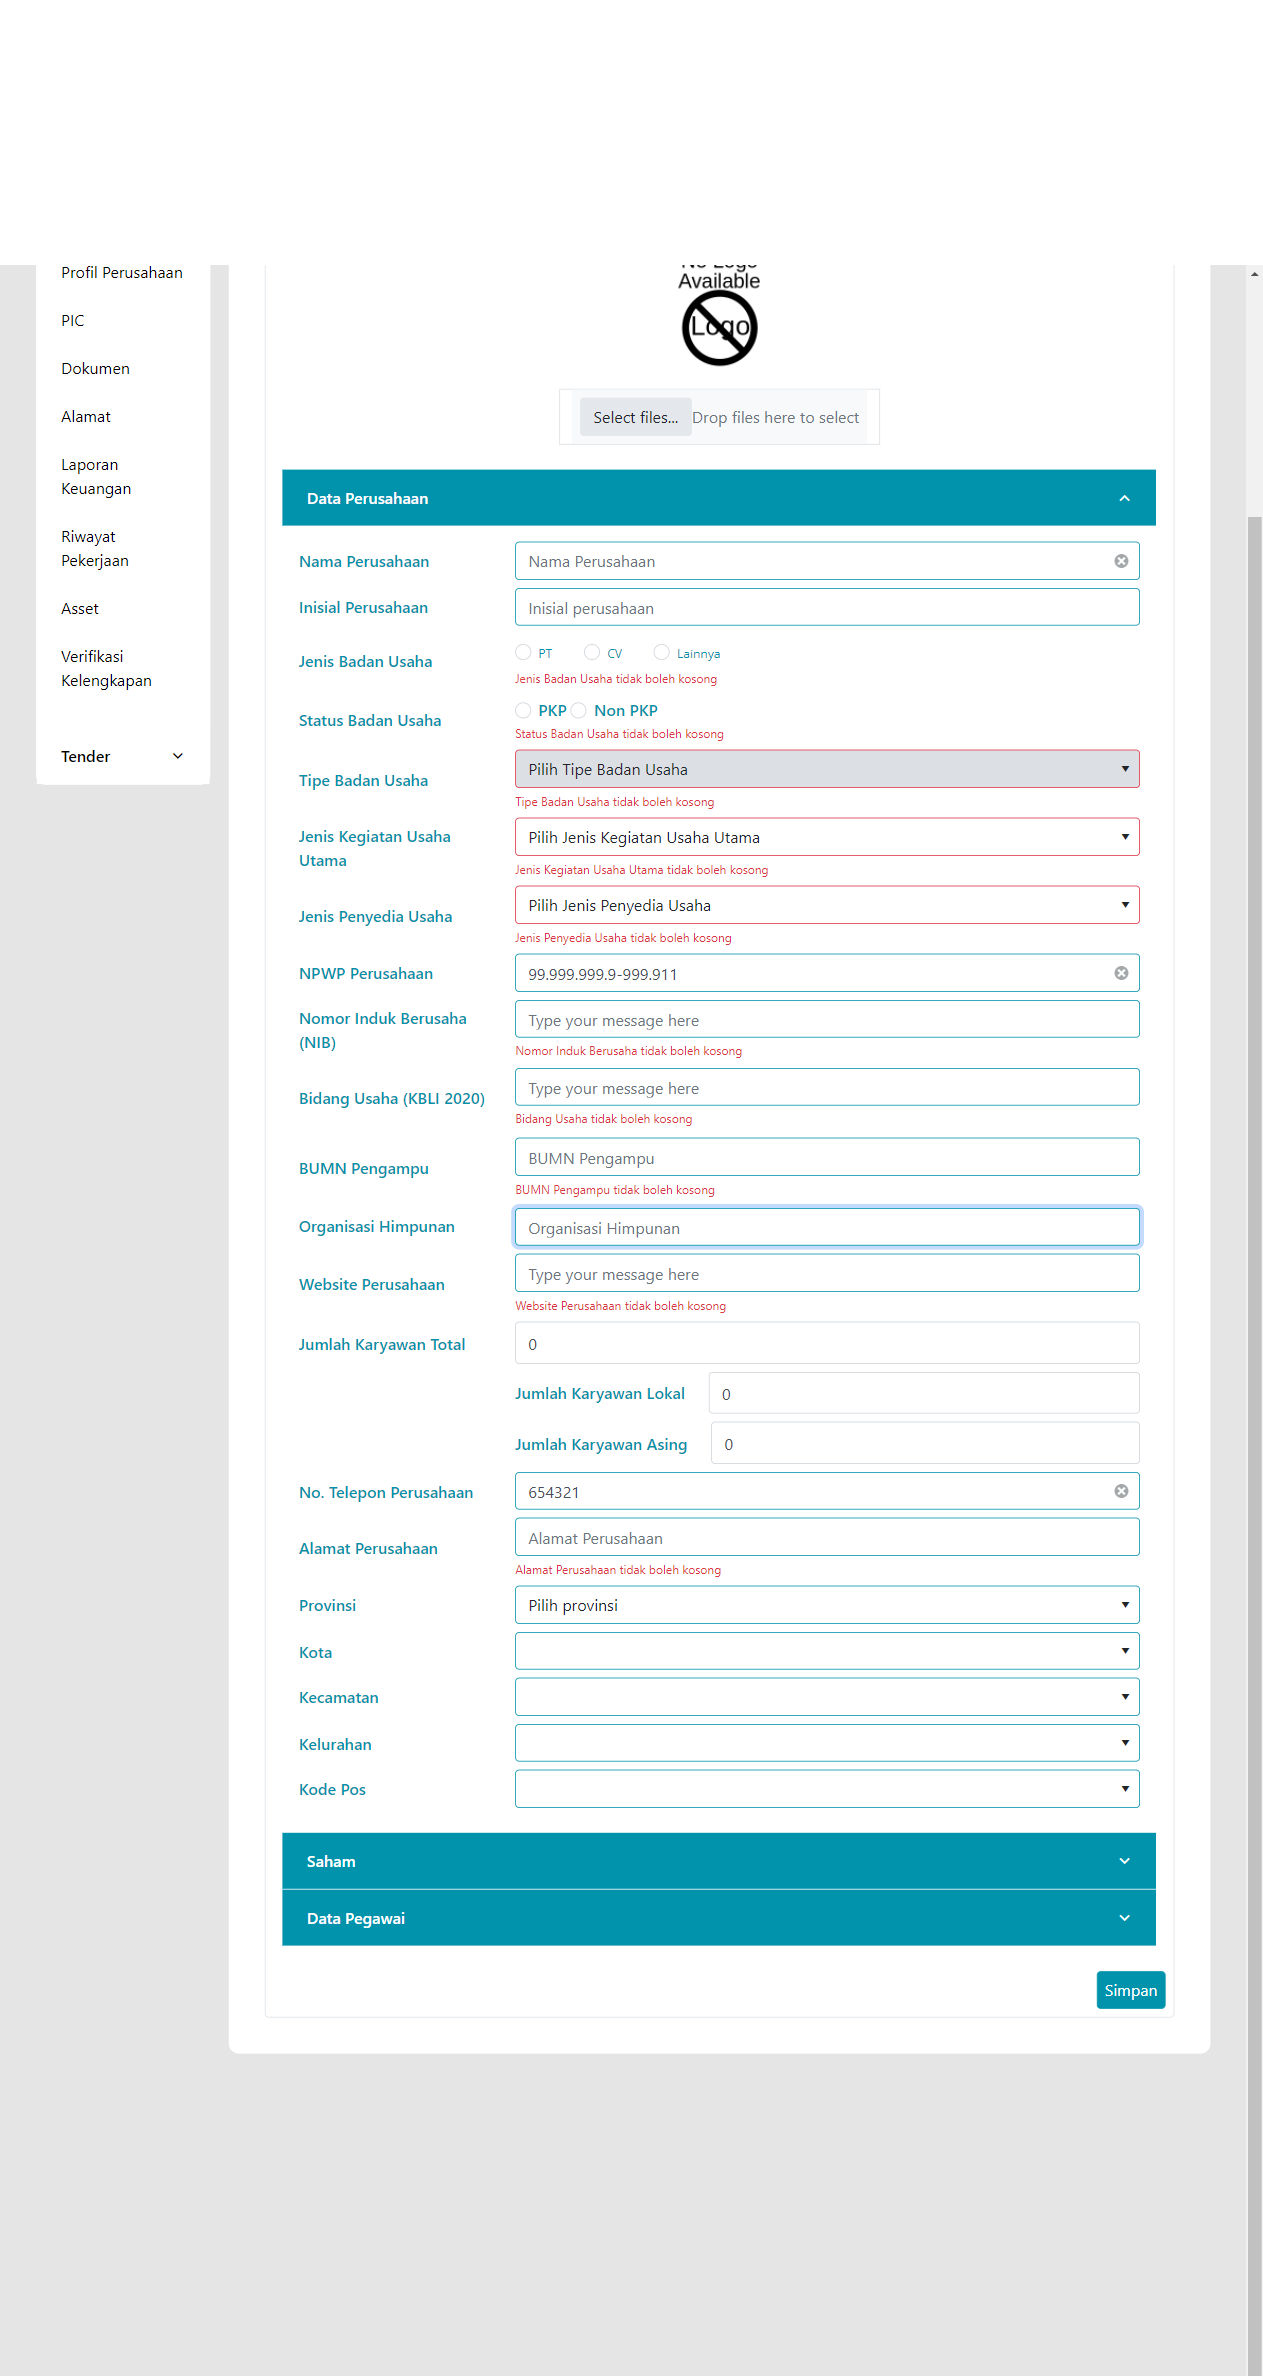 Profil Perusahaan
PIC
Dokumen
Alamat
Laporan
Keuangan
Riwayat
Pekerjaan
Asset
Verifikasi
Kelengkapan
Tender
No Logo
Available
Logo
Select files... Drop files here to select
Data Perusahaan
Nama Perusahaan Nama Perusahaan
Inisial Perusahaan Inisial perusahaan
Jenis Badan Usaha PT CV Lainnya
Jenis Badan Usaha tidak boleh kosong
Status Badan Usaha PKP Non PKP
Status Badan Usaha tidak boleh kosong
Tipe Badan Usaha Pilih Tipe Badan Usaha
Tipe Badan Usaha tidak boleh kosong
Jenis Kegiatan Usaha
Utama
Pilih Jenis Kegiatan Usaha Utama
Jenis Kegiatan Usaha Utama tidak boleh kosong
Jenis Penyedia Usaha Pilih Jenis Penyedia Usaha
Jenis Penyedia Usaha tidak boleh kosong
NPWP Perusahaan 99.999.999.9-999.911
Nomor Induk Berusaha
(NIB)
Type your message here
Nomor Induk Berusaha tidak boleh kosong
Bidang Usaha (KBLI 2020) Type your message here
Bidang Usaha tidak boleh kosong
BUMN Pengampu BUMN Pengampu
BUMN Pengampu tidak boleh kosong
Organisasi Himpunan Organisasi Himpunan
Website Perusahaan Type your message here
Website Perusahaan tidak boleh kosong
Jumlah Karyawan Total 0
Jumlah Karyawan Lokal 0
Jumlah Karyawan Asing 0
No. Telepon Perusahaan 654321
Alamat Perusahaan Alamat Perusahaan
Alamat Perusahaan tidak boleh kosong
Provinsi Pilih provinsi
Kota
Kecamatan
Kelurahan
Kode Pos
Saham
Data Pegawai
Simpan